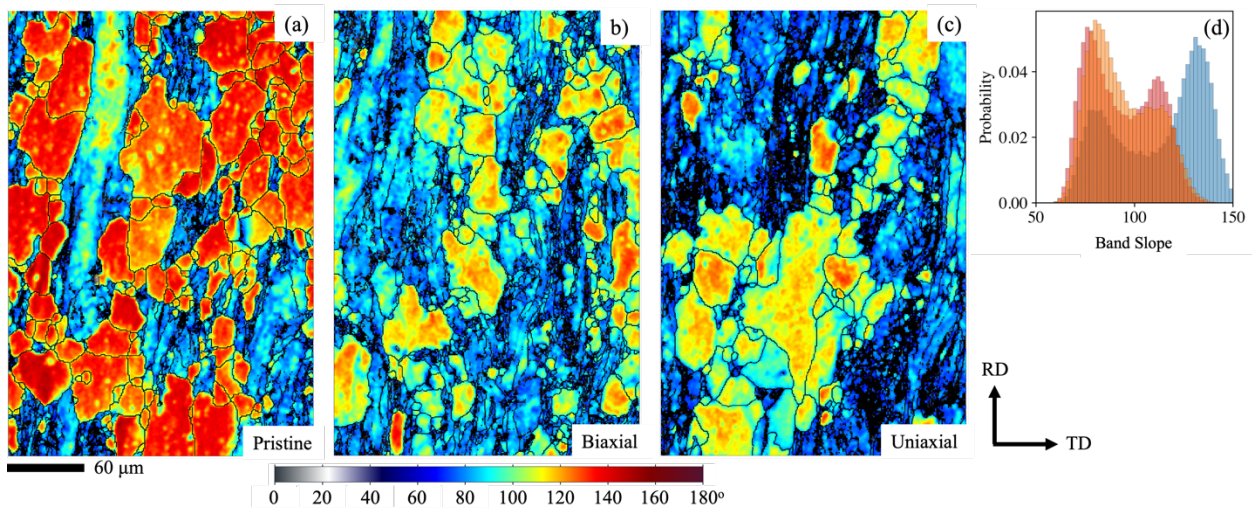 (a)
b)
(c)
(d)
0.04
0.02
0.00
Probability
50
100
150
Band Slope
Pristine
Biaxial
Uniaxial
RD
TD
60 μm
0 20 40 60 80 100 120 140 160 180º